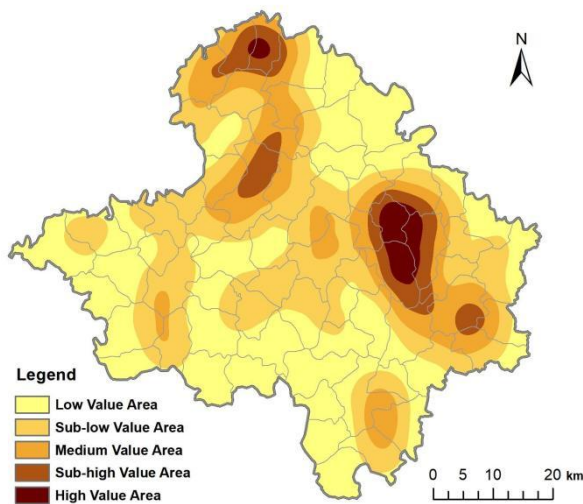 N
Legend
Low Value Area
Sub-low Value Area
Medium Value Area
Sub-high Value Area
High Value Area
0 5 10 20 km